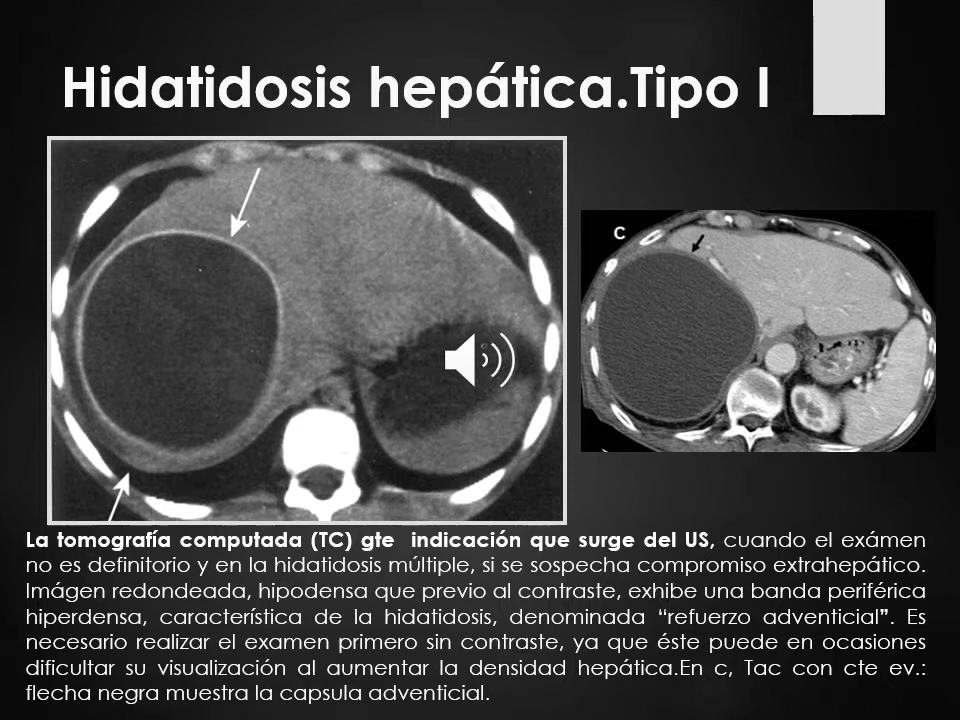 Hidatidosis hepática.Tipo I
C
La tomografía computada (TC) gte indicación que surge del US, cuando el exámen
no es definitorio y en la hidatidosis múltiple, si se sospecha compromiso extrahepático.
Imágen redondeada, hipodensa que previo al contraste, exhibe una banda periférica
hiperdensa, característica de la hidatidosis, denominada “refuerzo adventicial”. Es
necesario realizar el examen primero sin contraste, ya que éste puede en ocasiones
dificultar su visualización al aumentar la densidad hepática.En c, Tac con cte ev.:
flecha negra muestra la capsula adventicial.